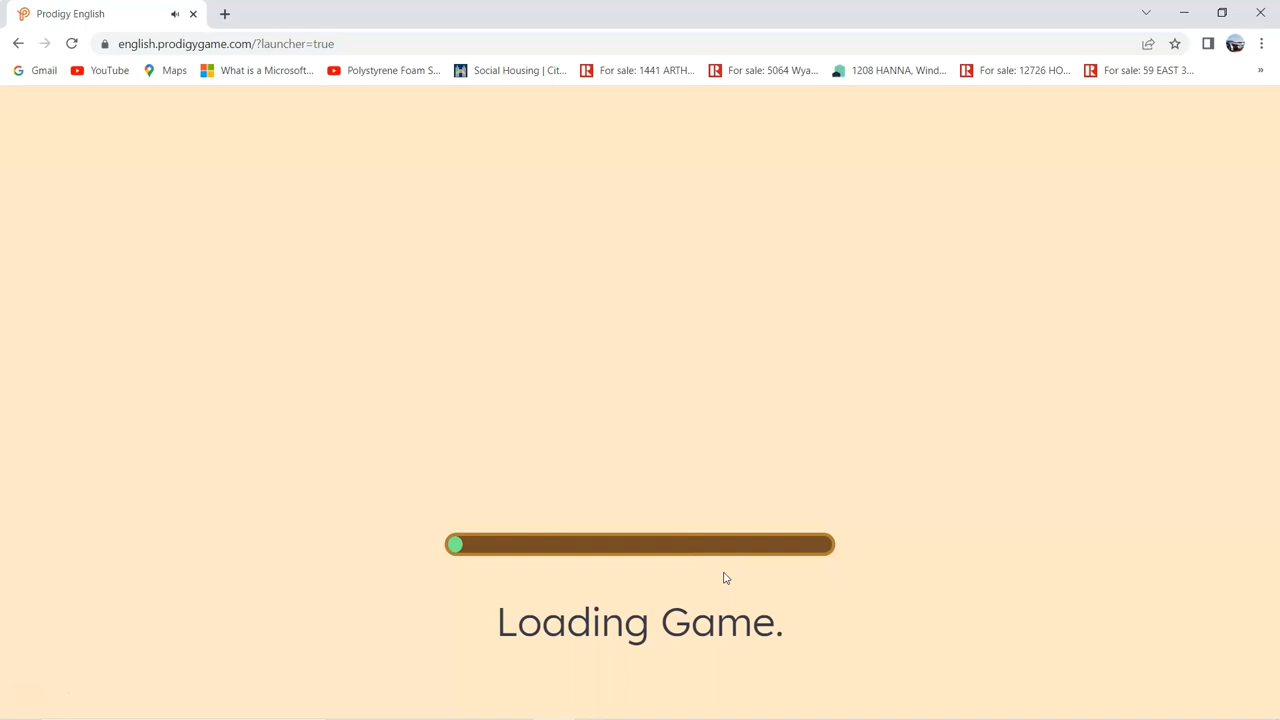 Prodigy English
english.prodigygame.com/?launcher=true
Gmail YouTube Maps What is a Microsoft... Polystyrene Foam S... Social Housing | Cit... For sale: 1441 ARTH... For sale: 5064 Wya... 1208 HANNA, Wind... For sale: 12726 HO... For sale: 59 EAST 3... »
Loading Game.